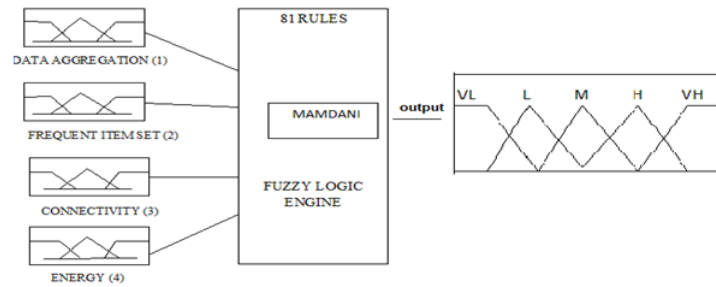 81 RULES
DATA AGGREGATION (1)
FREQUENT ITEM SET (2)
CONNECTIVITY (3)
ENERGY (4)
MAMDANI
FUZZY LOGIC
ENGINE
output
VL L M H VH